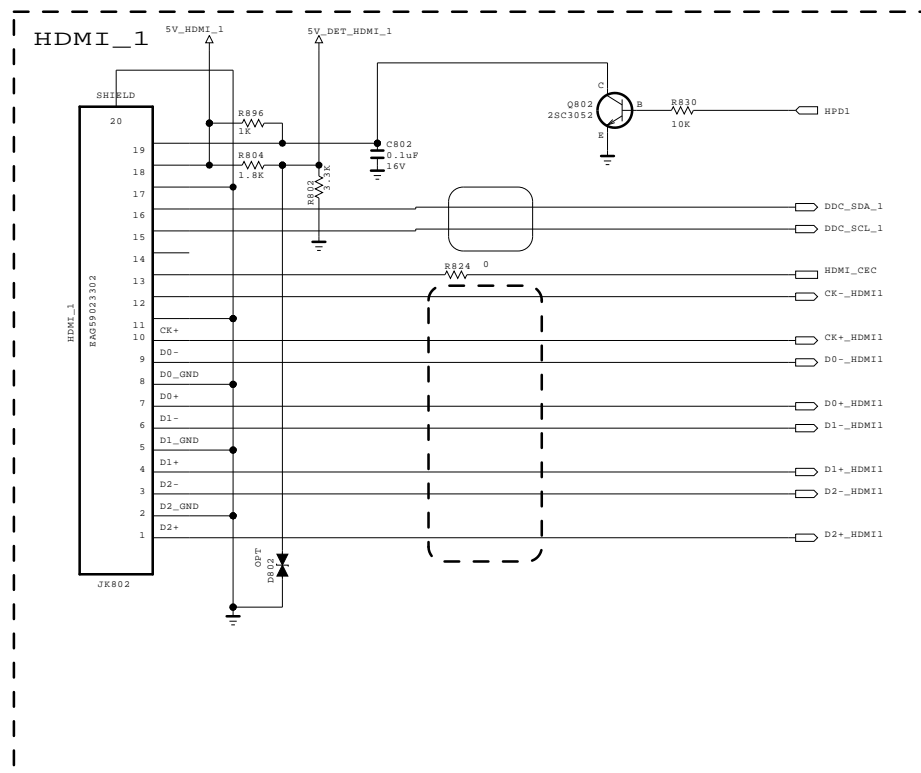 HDMI_1
5V_HDMI_1
5V_DET_HDMI_1
SHIELD
20
R896
1K
C
Q802
2SC3052
B
E
R830
10K
HPD1
19
C802
0.1uF
16V
R804
1.8K
18
R802
3.3K
17
16
DDC_SDA_1
15
DDC_SCL_1
14
R824
0
13
HDMI_CEC
12
CK-_HDMI1
HDMI_1
EAG59023302
11
10
CK+
CK+_HDMI1
9
D0-
D0-_HDMI1
8
D0_GND
7
D0+
D0+_HDMI1
6
D1-
D1-_HDMI1
5
D1_GND
4
D1+
D1+_HDMI1
3
D2-
D2-_HDMI1
2
D2_GND
1
D2+
D2+_HDMI1
OPT
D802
JK802